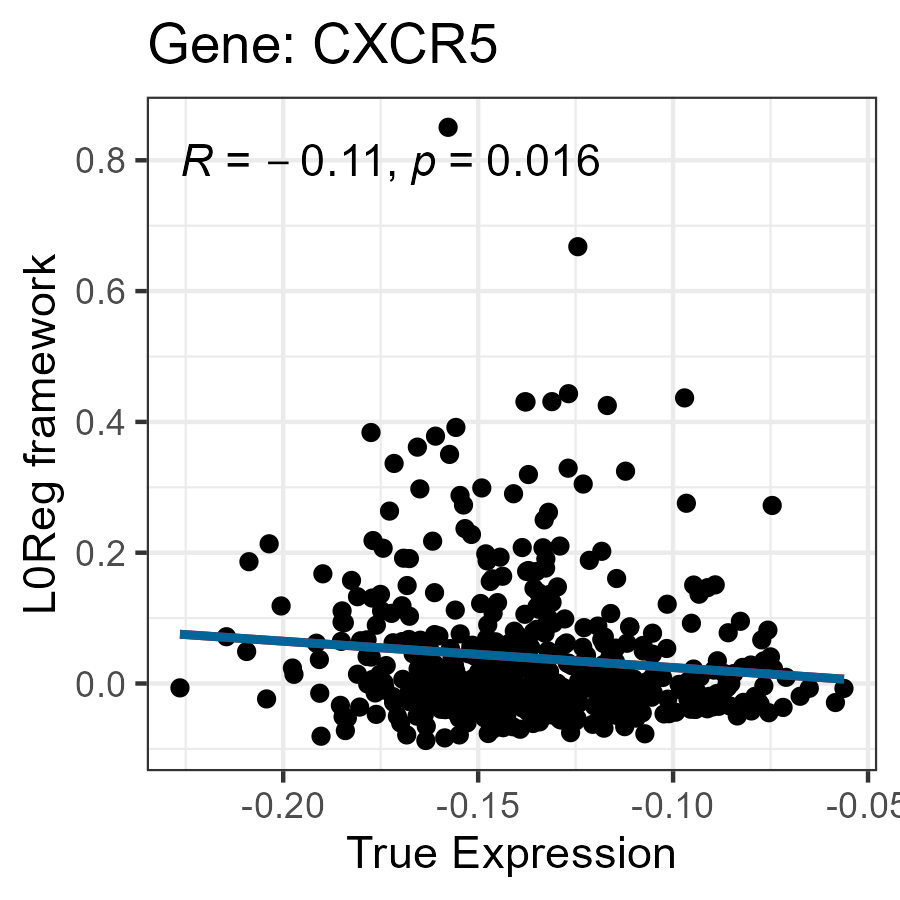 Gene: CXCR5
R = − 0.11, p = 0.016
0.8
0.6
0.4
0.2
0.0
L0Reg framework
-0.20 -0.15 -0.10 -0.05
True Expression